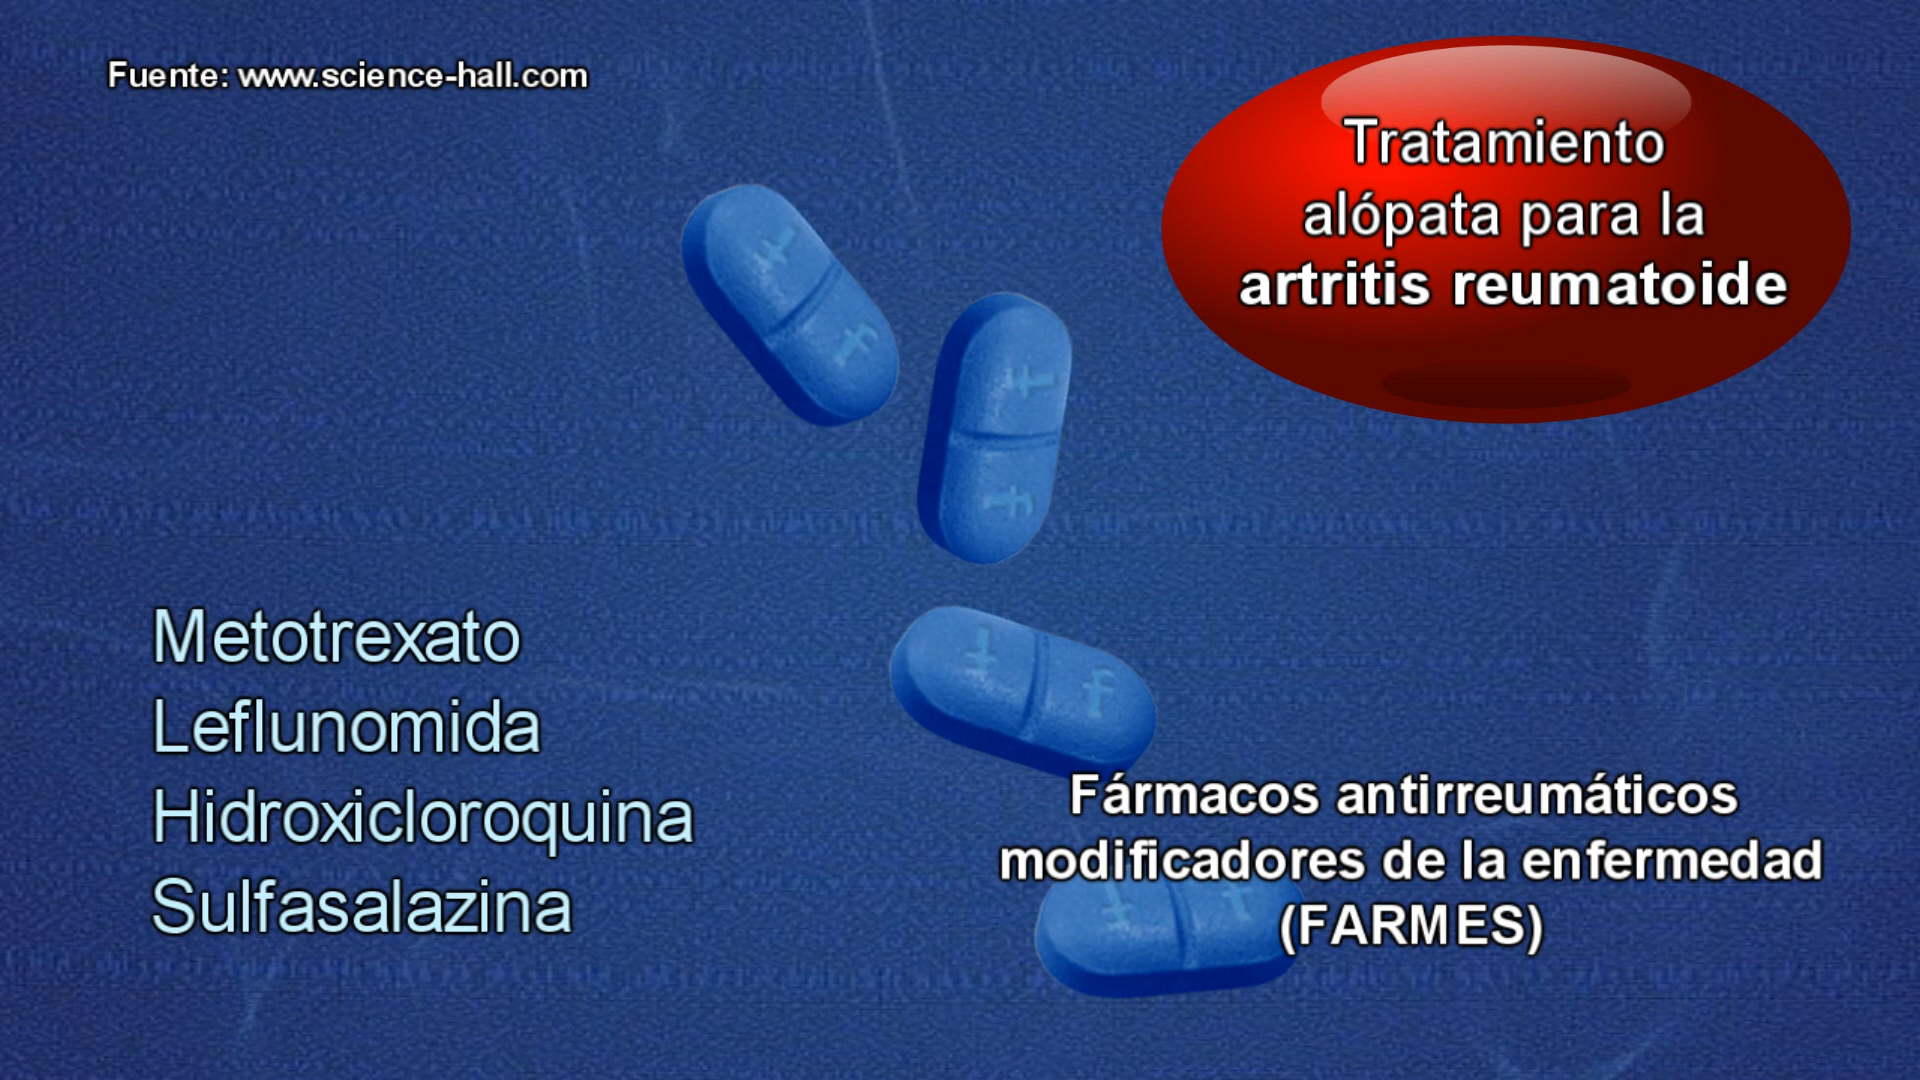 Fuente: www.science-hall.com
Tratamiento
alópata para la
artritis reumatoide
Metotrexato
Leflunomida
Hidroxicloroquina
Sulfasalazina
Fármacos antirreumáticos
modificadores de la enfermedad
(FARMES)